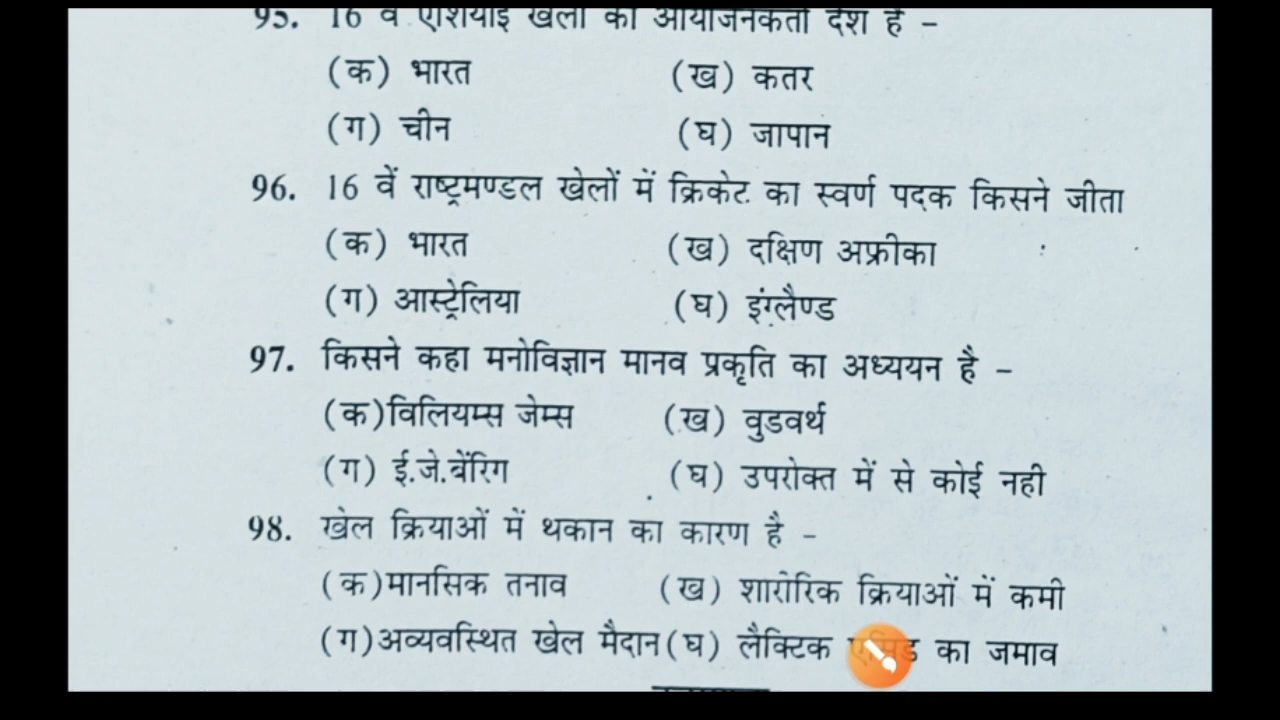 95. 16 वें एशियाई खेलों का आयोजनकर्ता देश है -
(क) भारत (ख) कतर
(ग) चीन (घ) जापान
96. 16 वें राष्ट्रमण्डल खेलों में क्रिकेट का स्वर्ण पदक किसने जीता
(क) भारत (ख) दक्षिण अफ्रीका
(ग) आस्ट्रेलिया (घ) इंग्लैण्ड
97. किसने कहा मनोविज्ञान मानव प्रकृति का अध्ययन है -
(क)विलियम्स जेम्स (ख) वुडवर्थ
(ग) ई.जे.बेंरिग (घ) उपरोक्त में से कोई नही
98. खेल क्रियाओं में थकान का कारण है -
(क)मानसिक तनाव (ख) शारीरिक क्रियाओं में कमी
(ग)अव्यवस्थित खेल मैदान(घ) लैक्टिक एसिड का जमाव